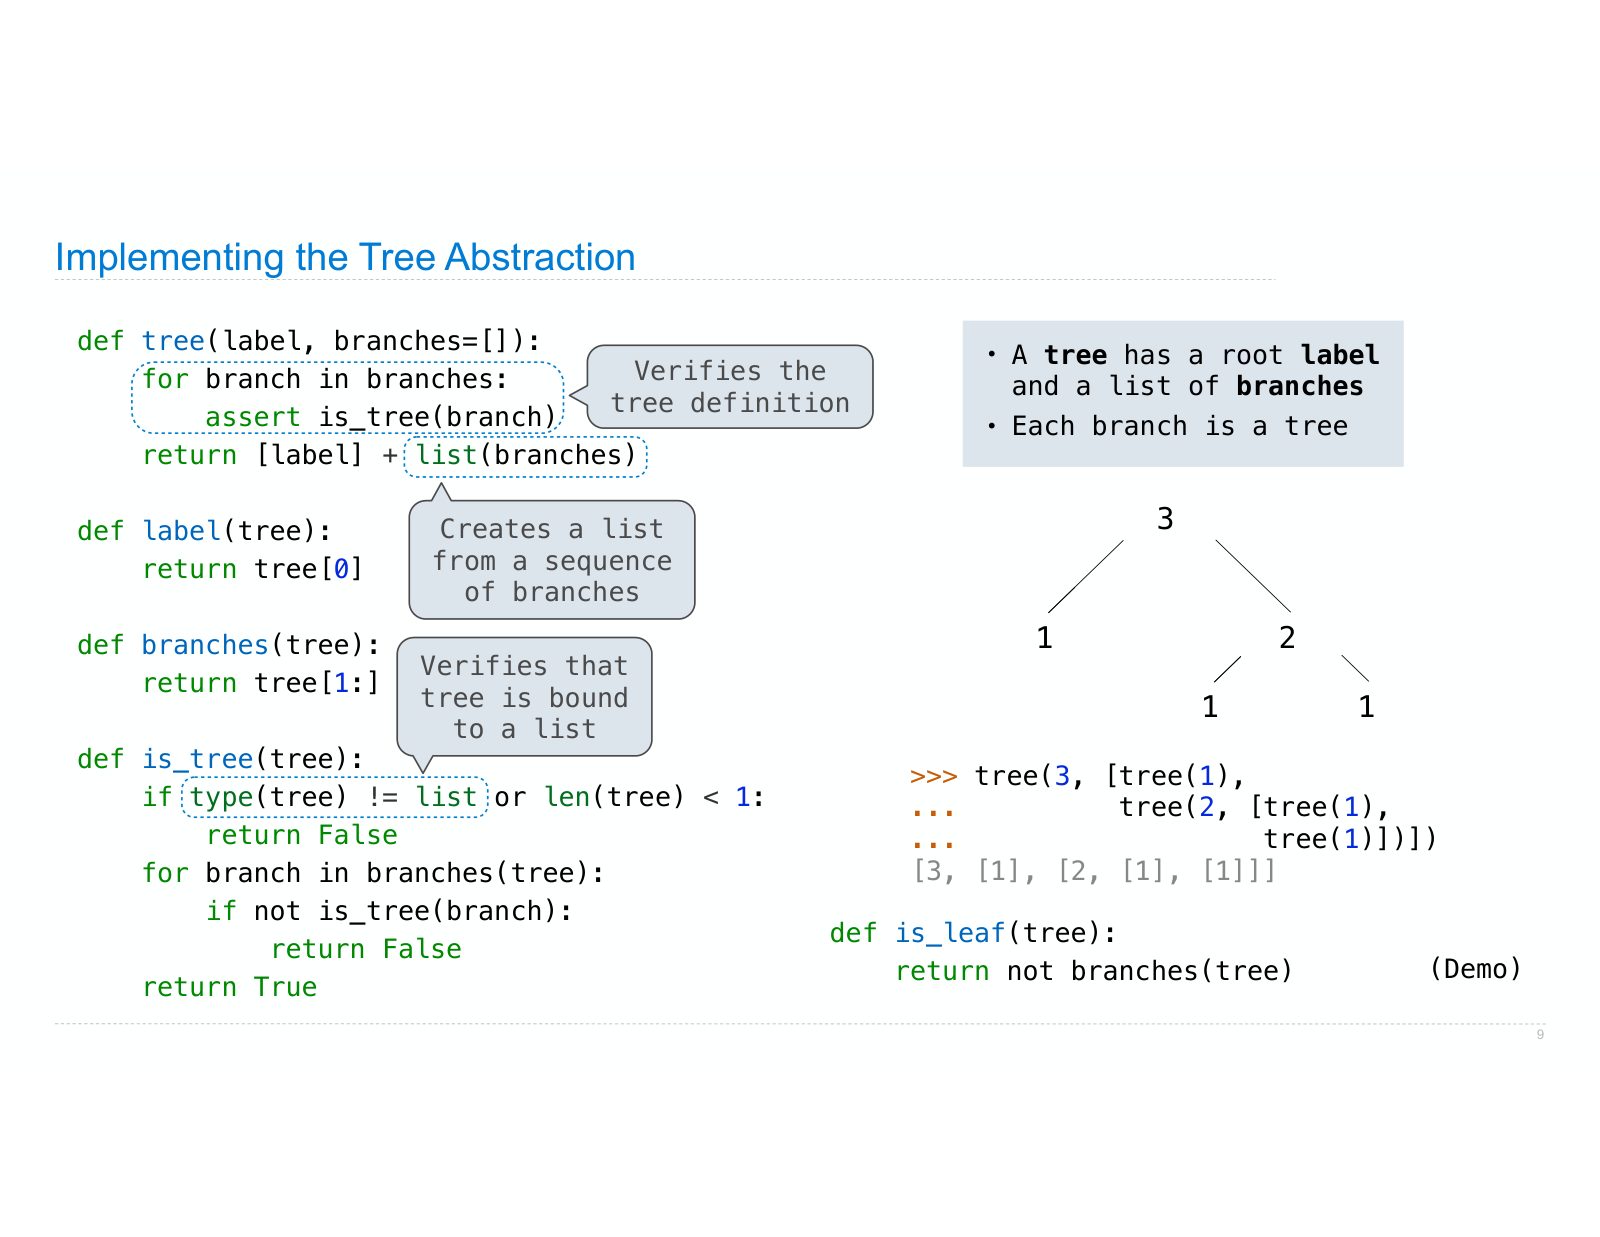 Implementing the Tree Abstraction
def tree(label, branches=[]):
    for branch in branches:
        assert is_tree(branch)
    return [label] + list(branches)
Verifies the
tree definition
Creates a list
from a sequence
of branches
def label(tree):
    return tree[0]
def branches(tree):
    return tree[1:]
Verifies that
tree is bound
to a list
def is_tree(tree):
    if type(tree) != list or len(tree) < 1:
        return False
    for branch in branches(tree):
        if not is_tree(branch):
            return False
    return True
• A tree has a root label
and a list of branches
• Each branch is a tree
3
1 2
1 1
>>> tree(3, [tree(1),
...          tree(2, [tree(1),
...                   tree(1)])])
[3, [1], [2, [1], [1]]]
def is_leaf(tree):
    return not branches(tree)
(Demo)
9